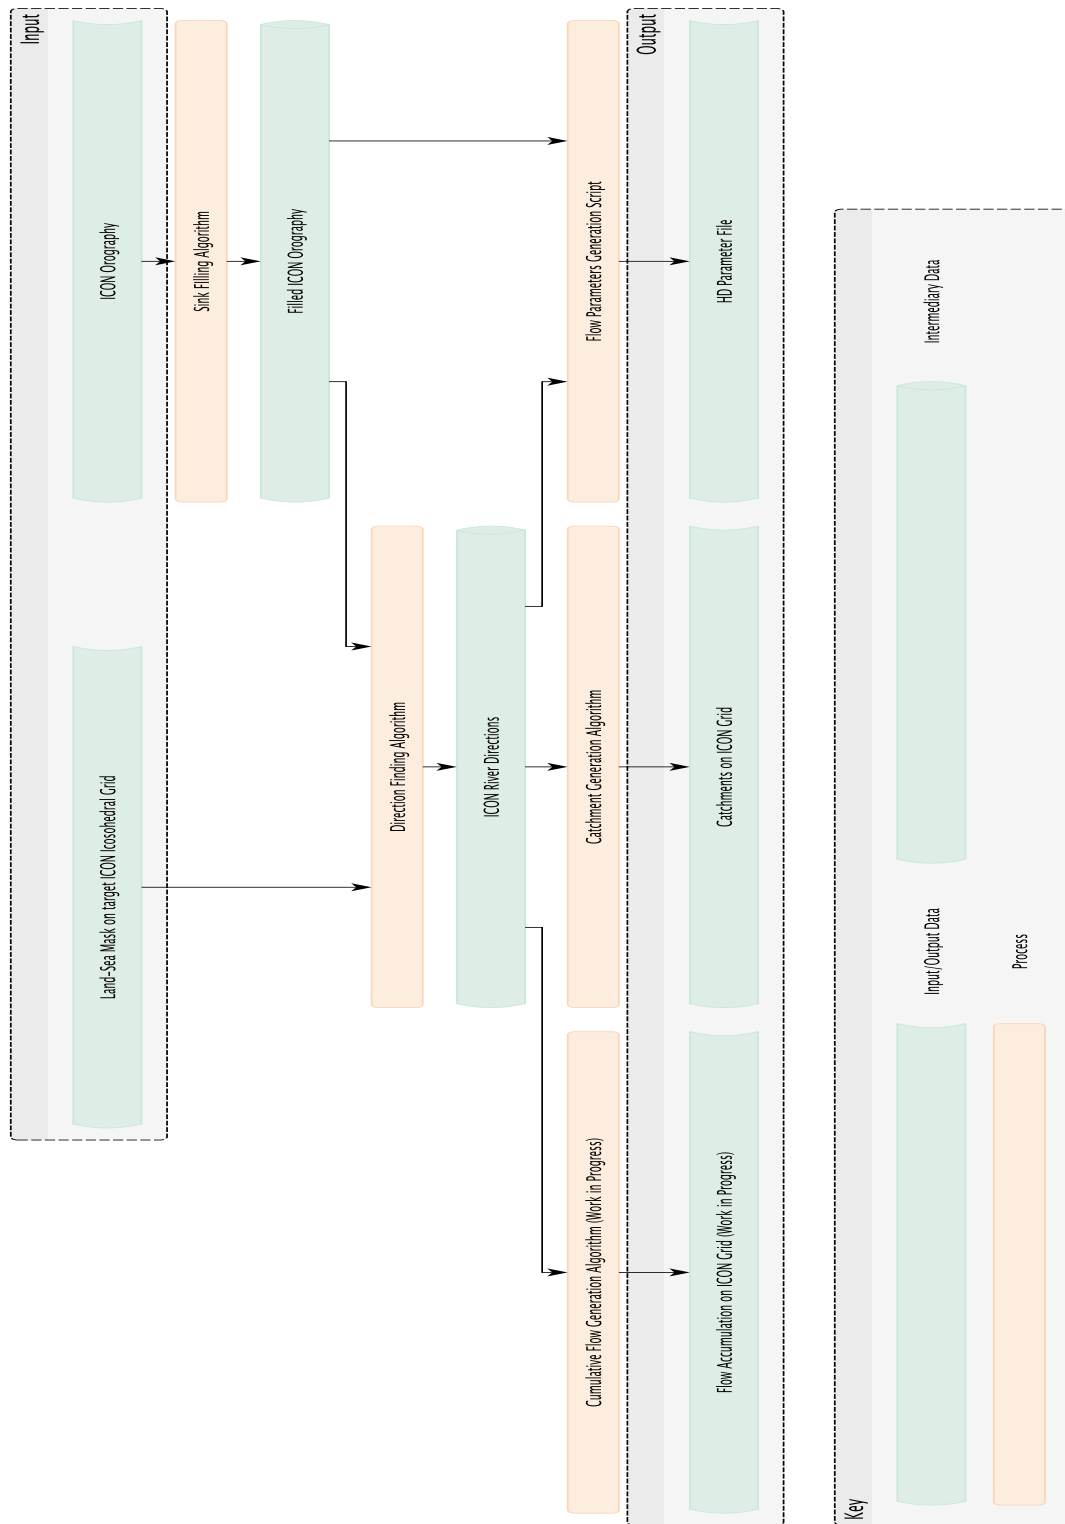 Input
Land-Sea Mask on target ICON Icosohedral Grid
ICON Orography
Sink Filling Algorithm
Filled ICON Orography
Direction Finding Algorithm
ICON River Directions
Cumulative Flow Generation Algorithm (Work in Progress)
Catchment Generation Algorithm
Flow Parameters Generation Script
Output
Flow Accumulation on ICON Grid (Work in Progress)
Catchments on ICON Grid
HD Parameter File
Key
Input/Output Data
Intermediary Data
Process